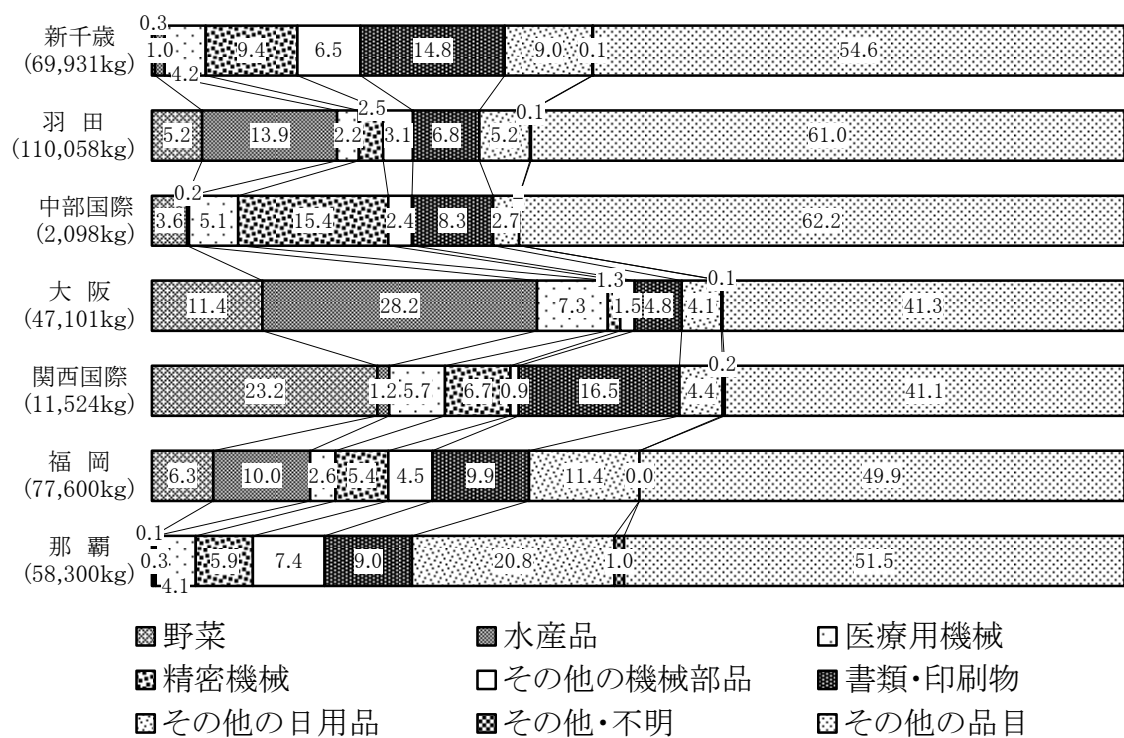 新千歳
(69,931kg)
0.3
1.0
4.2
9.4
6.5
14.8
9.0
0.1
54.6
羽 田
(110,058kg)
5.2
13.9
2.2
2.5
3.1
6.8
5.2
0.1
61.0
中部国際
(2,098kg)
3.6
0.2
5.1
15.4
2.4
8.3
2.7
-
62.2
大 阪
(47,101kg)
11.4
28.2
7.3
1.3
1.5
4.8
4.1
0.1
41.3
関西国際
(11,524kg)
23.2
1.2
5.7
6.7
0.9
16.5
4.4
0.2
41.1
福 岡
(77,600kg)
6.3
10.0
2.6
5.4
4.5
9.9
11.4
0.0
49.9
那 覇
(58,300kg)
0.1
0.3
4.1
5.9
7.4
9.0
20.8
1.0
51.5
野菜
水産品
医療用機械
精密機械
その他の機械部品
書類・印刷物
その他の日用品
その他・不明
その他の品目